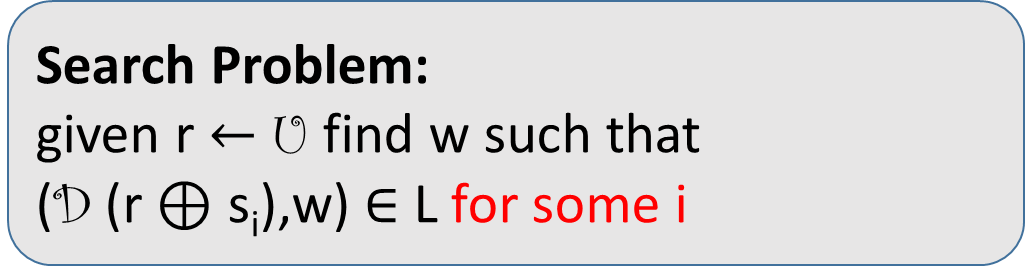 Search Problem:
given r ← 𝒰 find w such that
(𝒟 (r ⊕ sᵢ),w) ∈ L for some i